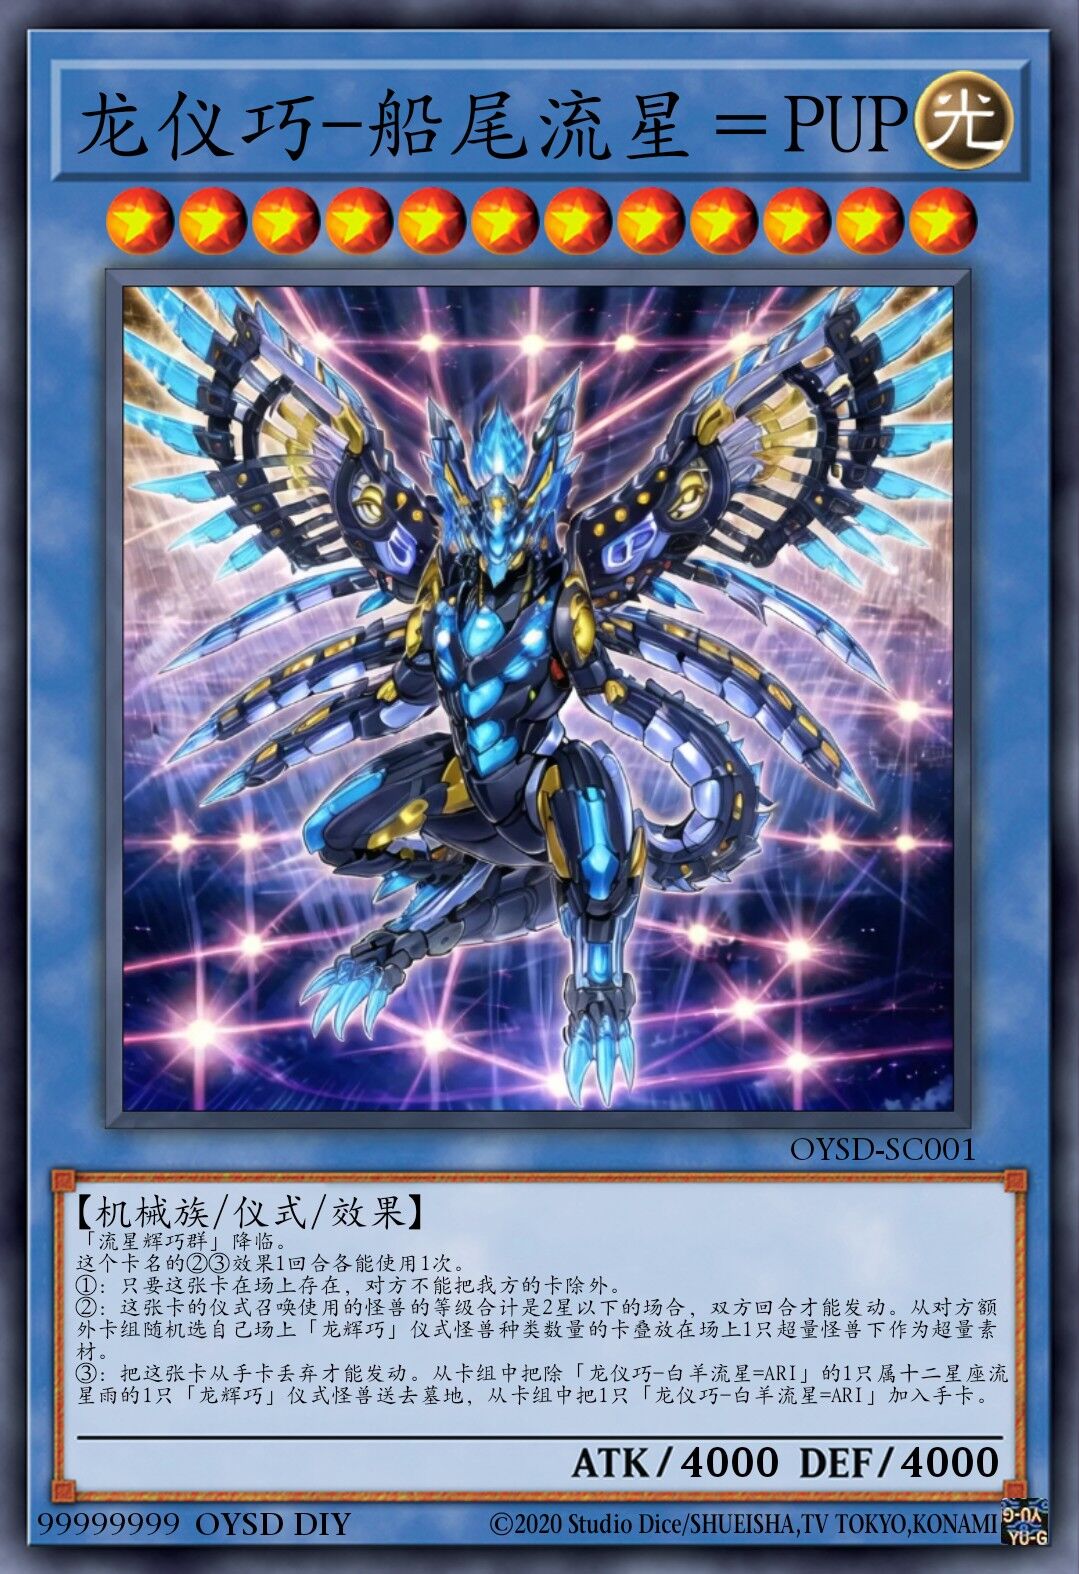 龙仪巧-船尾流星=PUP
光
OYSD-SC001
【机械族/仪式/效果】
「流星辉巧群」降临。
这个卡名的②③效果1回合各能使用1次。
①：只要这张卡在场上存在，对方不能把我方的卡除外。
②：这张卡的仪式召唤使用的怪兽的等级合计是2星以下的场合，双方回合才能发动。从对方额
外卡组随机选自己场上「龙辉巧」仪式怪兽种类数量的卡叠放在场上1只超量怪兽下作为超量素
材。
③：把这张卡从手卡丢弃才能发动。从卡组中把除「龙仪巧-白羊流星=ARI」的1只属十二星座流
星雨的1只「龙辉巧」仪式怪兽送去墓地，从卡组中把1只「龙仪巧-白羊流星=ARI」加入手卡。
ATK/4000 DEF/4000
99999999 OYSD DIY ©2020 Studio Dice/SHUEISHA,TV TOKYO,KONAMI
YU-G